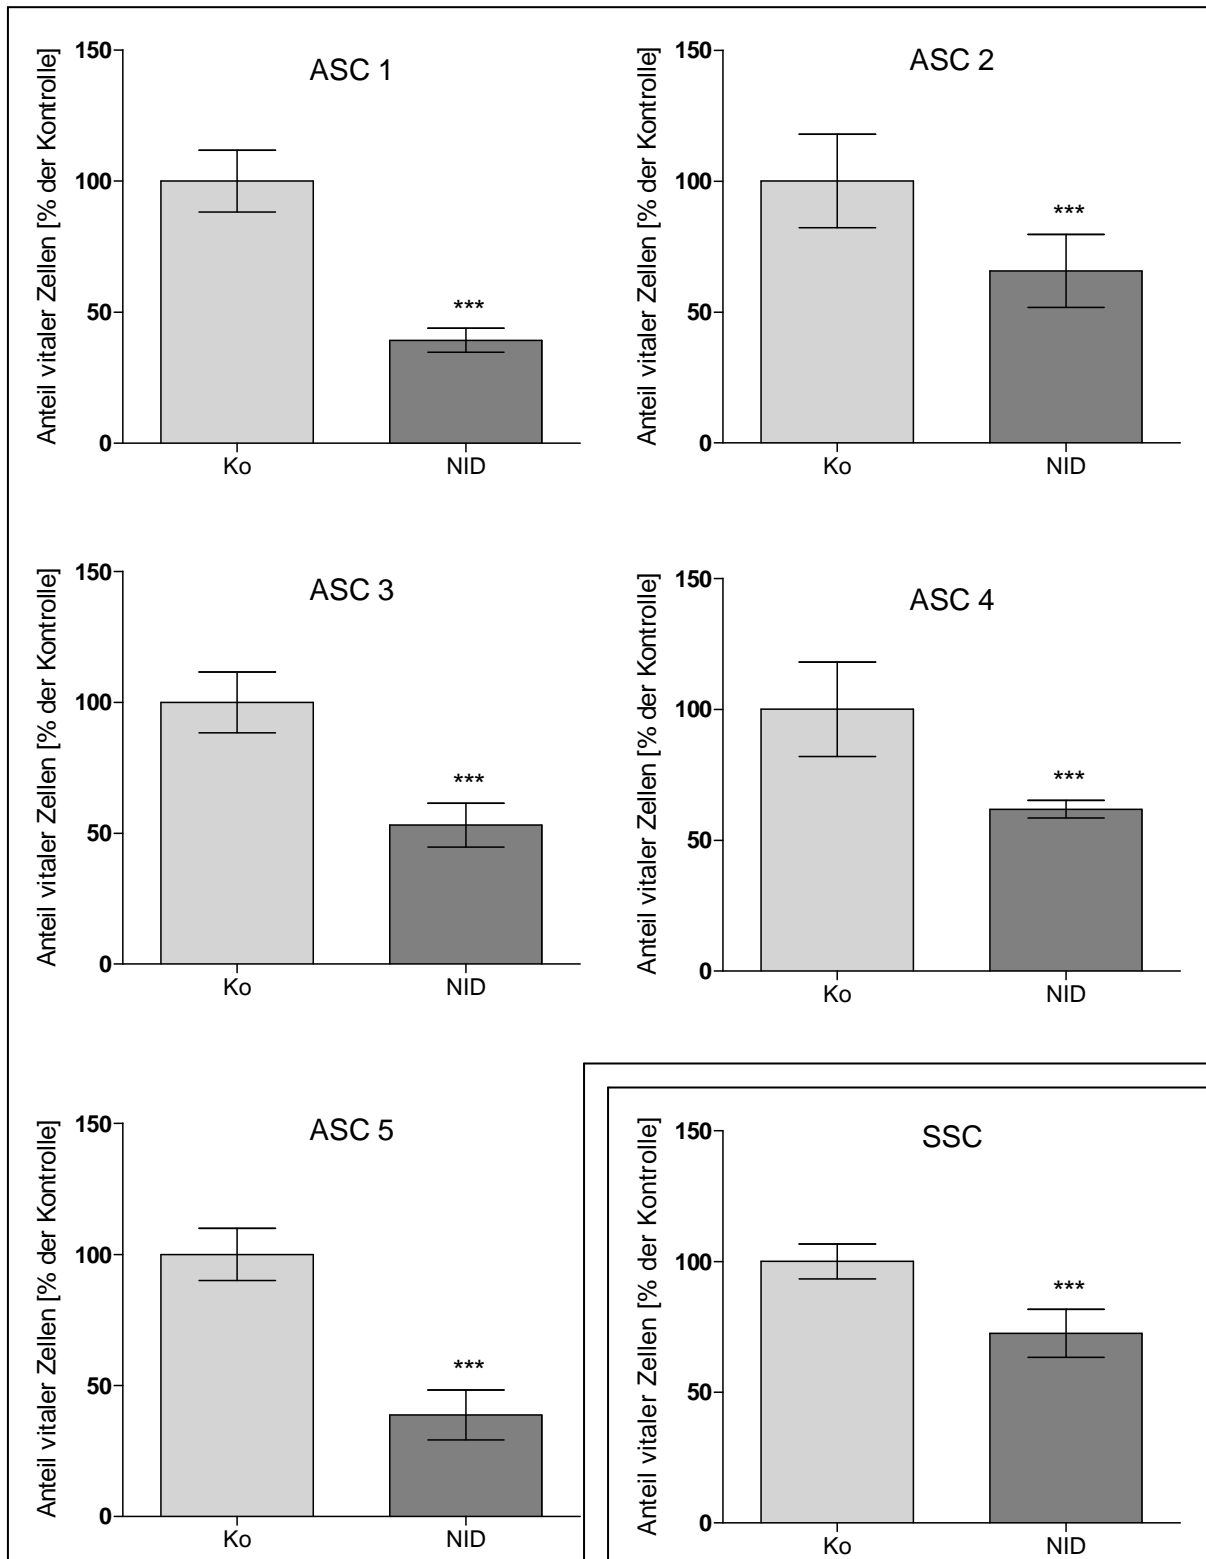 ASC 1
Anteil vitaler Zellen [% der Kontrolle]
150
100
50
0
***
Ko
NID
ASC 2
Anteil vitaler Zellen [% der Kontrolle]
150
100
50
0
***
Ko
NID
ASC 3
Anteil vitaler Zellen [% der Kontrolle]
150
100
50
0
***
Ko
NID
ASC 4
Anteil vitaler Zellen [% der Kontrolle]
150
100
50
0
***
Ko
NID
ASC 5
Anteil vitaler Zellen [% der Kontrolle]
150
100
50
0
***
Ko
NID
SSC
Anteil vitaler Zellen [% der Kontrolle]
150
100
50
0
***
Ko
NID